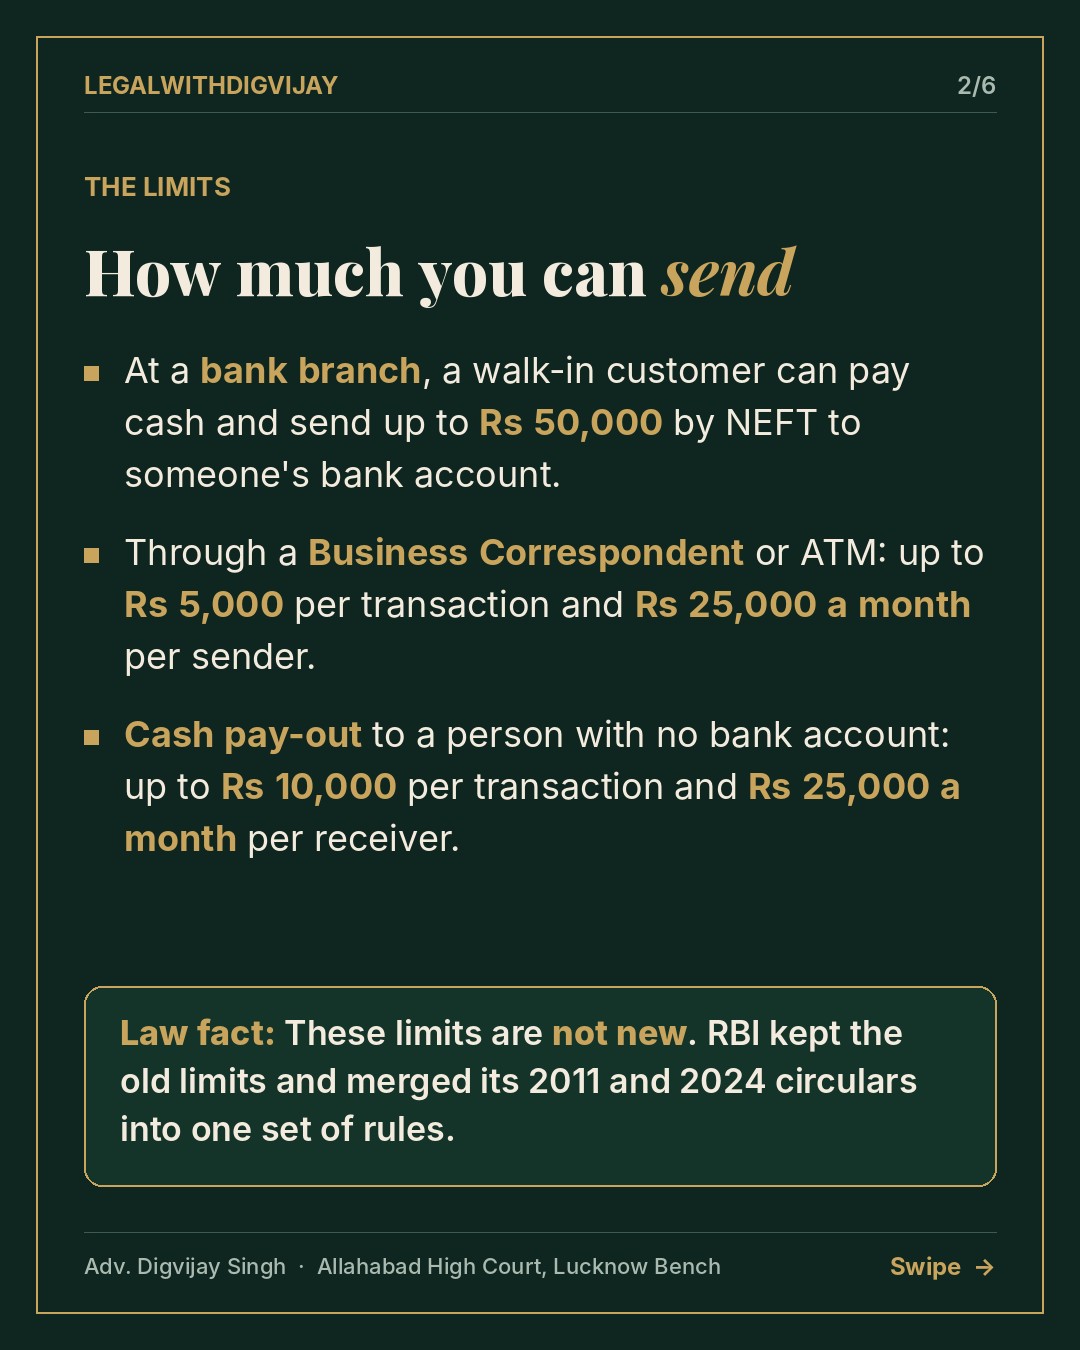 LEGALWITHDIGVIJAY
2/6
THE LIMITS
How much you can send
At a bank branch, a walk-in customer can pay
cash and send up to Rs 50,000 by NEFT to
someone's bank account.
Through a Business Correspondent or ATM: up to
Rs 5,000 per transaction and Rs 25,000 a month
per sender.
Cash pay-out to a person with no bank account:
up to Rs 10,000 per transaction and Rs 25,000 a
month per receiver.
Law fact: These limits are not new. RBI kept the
old limits and merged its 2011 and 2024 circulars
into one set of rules.
Adv. Digvijay Singh · Allahabad High Court, Lucknow Bench
Swipe →